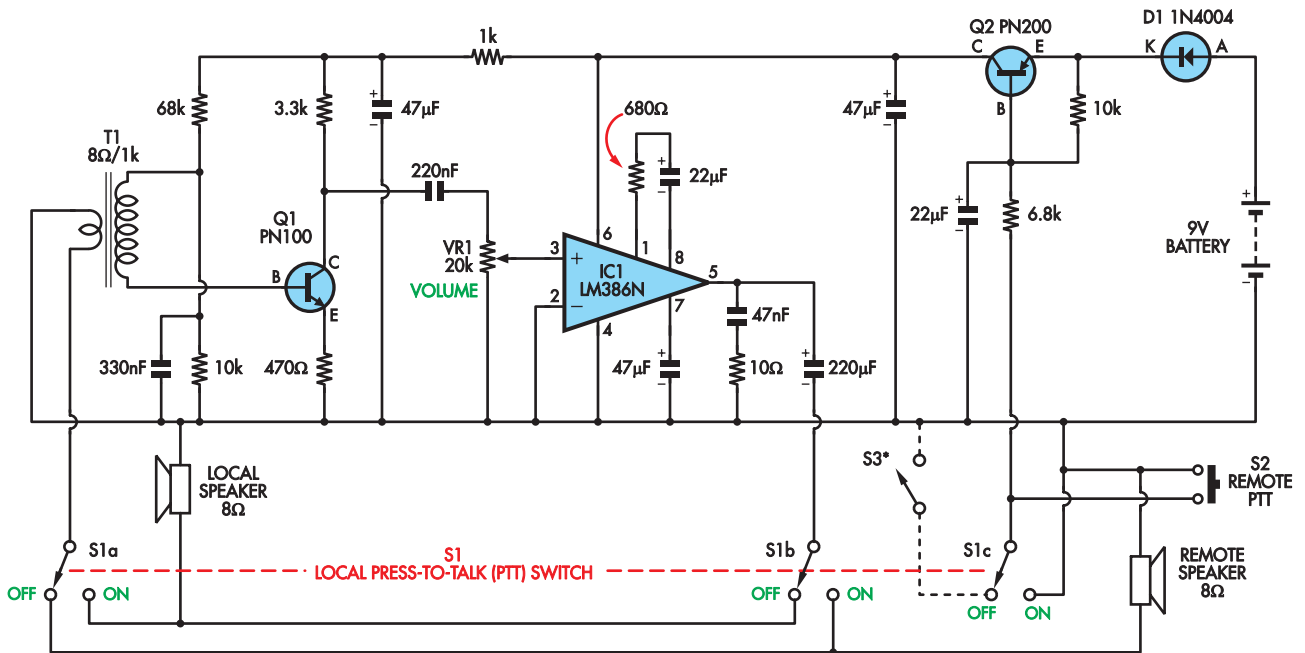 Q2 PN200
D1 1N4004
C
E
K
A
B
1k
68k
3.3k
+
47µF
–
680Ω
47µF
+
–
10k
T1
8Ω/1k
220nF
+
22µF
–
Q1
PN100
C
B
E
VR1
20k
VOLUME
3
+
2
–
6
1
8
IC1
LM386N
5
7
4
+
22µF
–
6.8k
+
9V
BATTERY
–
330nF
10k
470Ω
47µF
+
–
47nF
10Ω
+
220µF
–
LOCAL
SPEAKER
8Ω
S3*
S2
REMOTE
PTT
S1a
S1
LOCAL PRESS-TO-TALK (PTT) SWITCH
S1b
S1c
REMOTE
SPEAKER
8Ω
OFF
ON
OFF
ON
OFF
ON